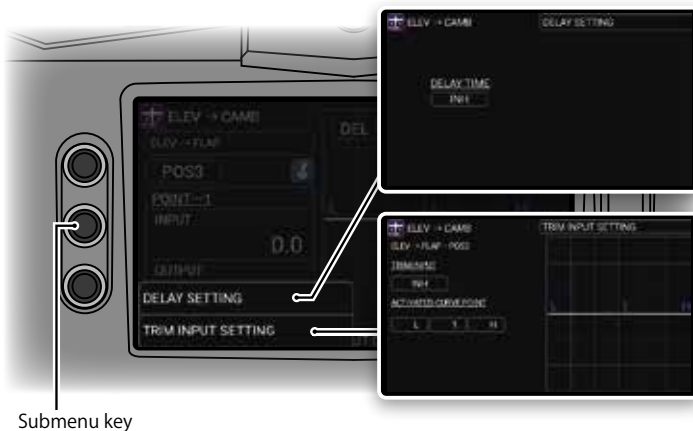 ELEV → CAMB
ELEV → FLAP
POS3
POINT-1
INPUT
0.0
OUTPUT
DEL
DELAY SETTING
TRIM INPUT SETTING
ELEV → CAMB
DELAY SETTING
DELAY TIME
INH
ELEV → CAMB
TRIM INPUT SETTING
ELEV → FLAP POS3
INH
ACTIVATED CURVE POINT
L 1 H
Submenu key